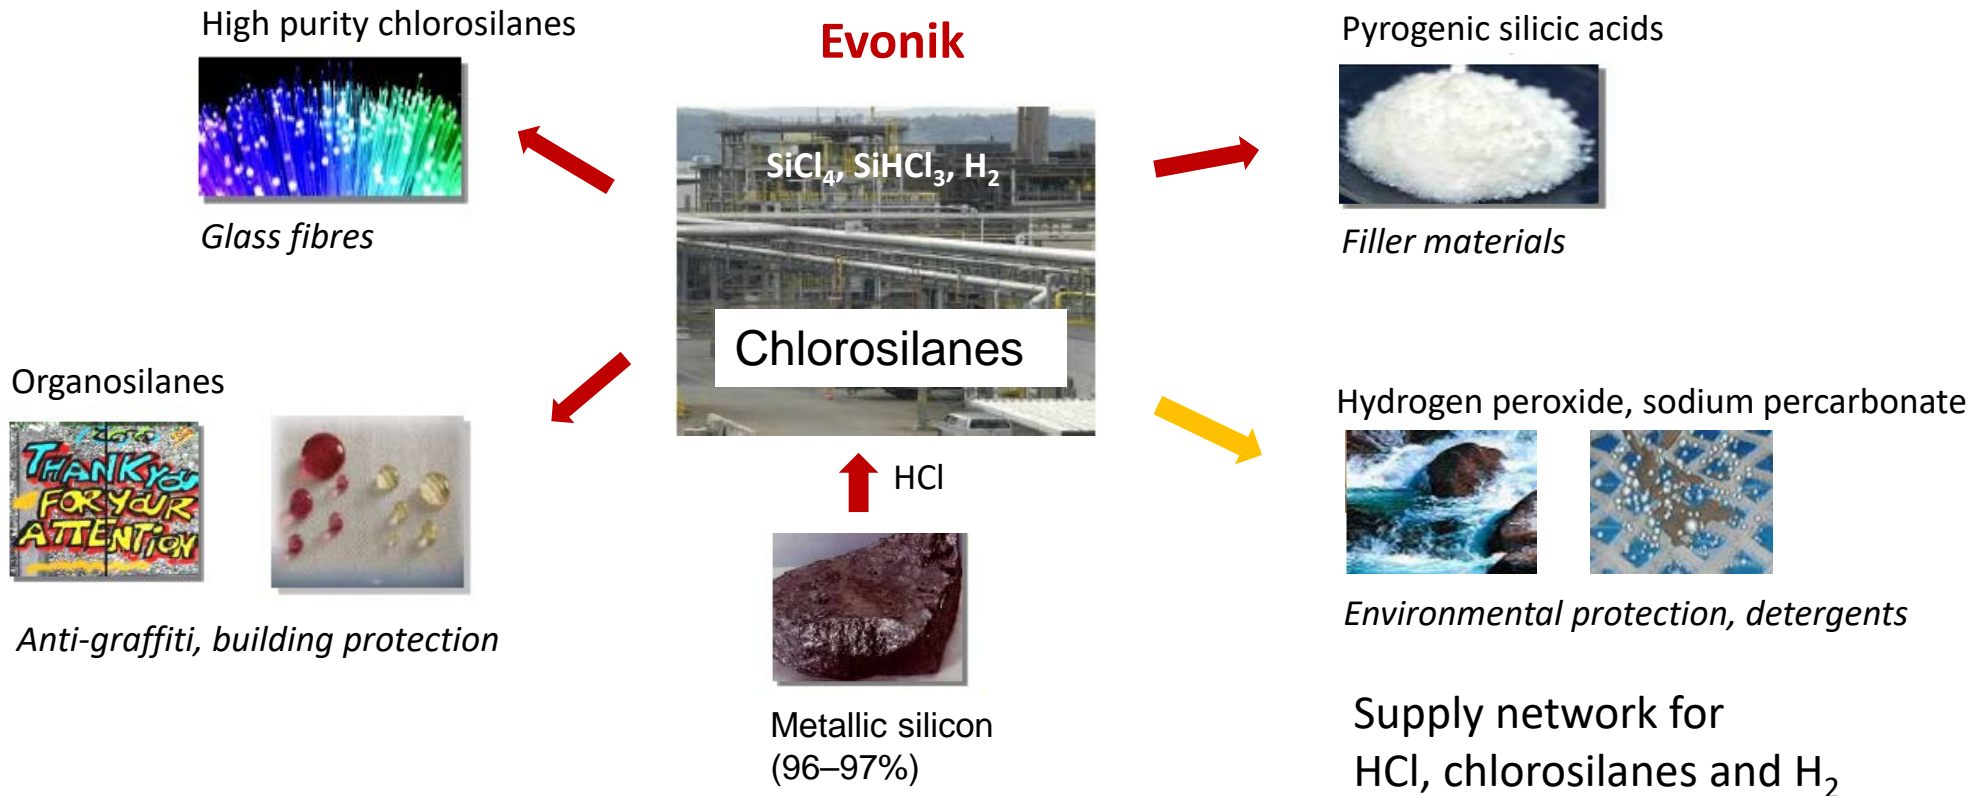 High purity chlorosilanes
Glass fibres
Evonik
SiCl₄, SiHCl₃, H₂
Chlorosilanes
Pyrogenic silicic acids
Filler materials
Organosilanes
THANK YOU
FOR YOUR
ATTENTION
Anti-graffiti, building protection
HCl
Metallic silicon
(96–97%)
Hydrogen peroxide, sodium percarbonate
Environmental protection, detergents
Supply network for
HCl, chlorosilanes and H₂